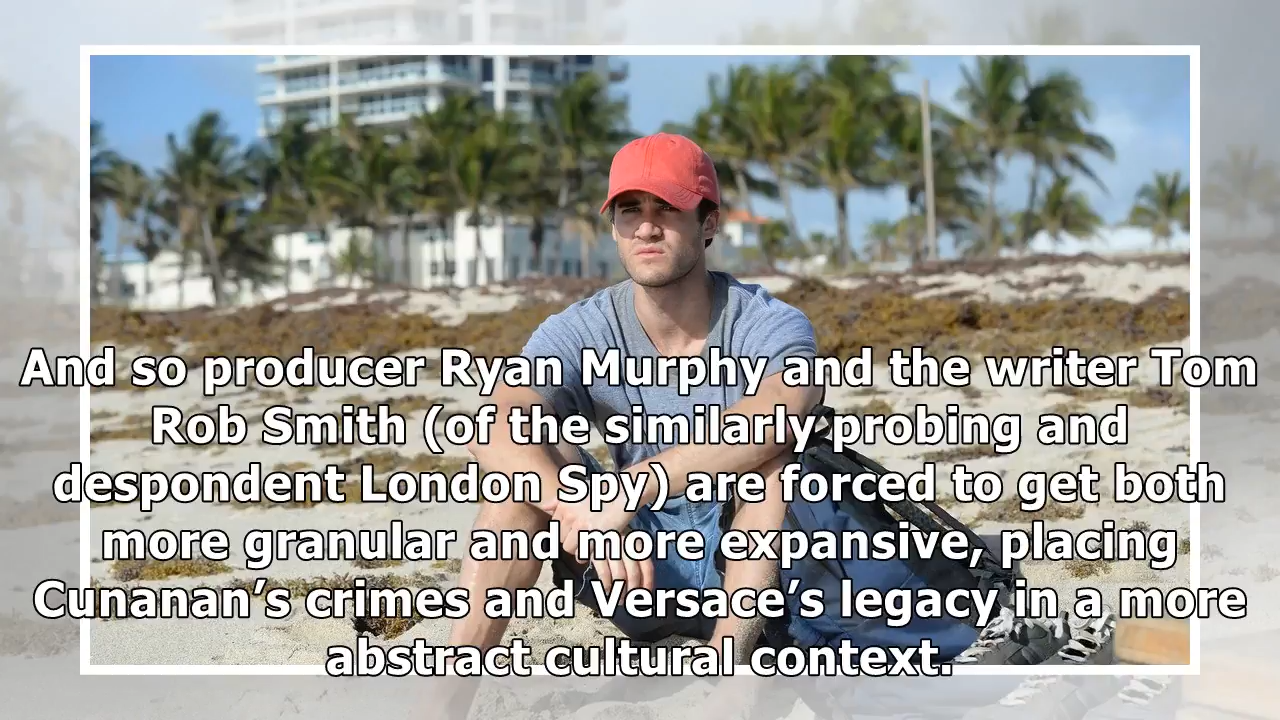 And so producer Ryan Murphy and the writer Tom
Rob Smith (of the similarly probing and
despondent London Spy) are forced to get both
more granular and more expansive, placing
Cunanan’s crimes and Versace’s legacy in a more
abstract cultural context.